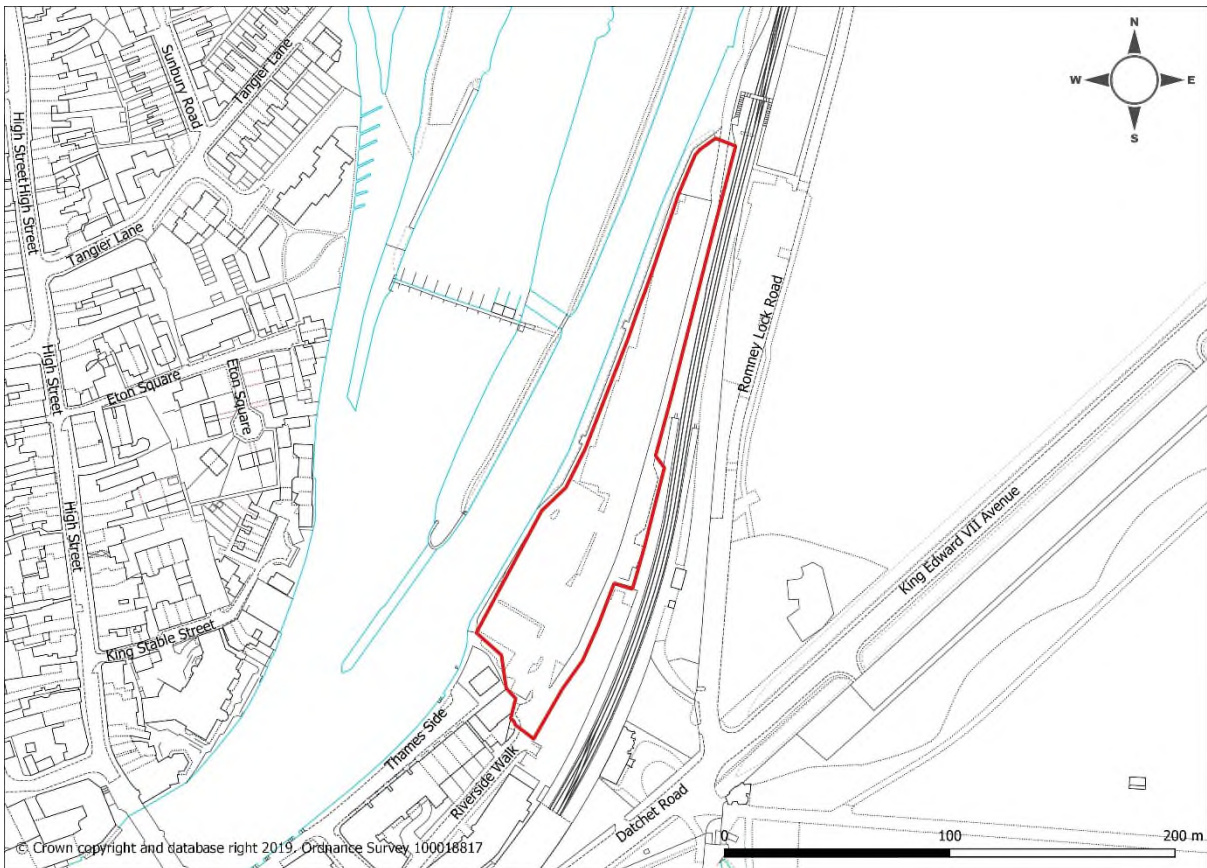 N
W E
S
Sunbury Road
Tangier Lane
High Street
High Street
Tangier Lane
Romney Lock Road
High Street
Eton Square
Eton Square
King Edward VII Avenue
High Street
King Stable Street
Thames Side
Riverside Walk
Datchet Road
0 100 200 m
© Crown copyright and database right 2019. Ordnance Survey 100018817